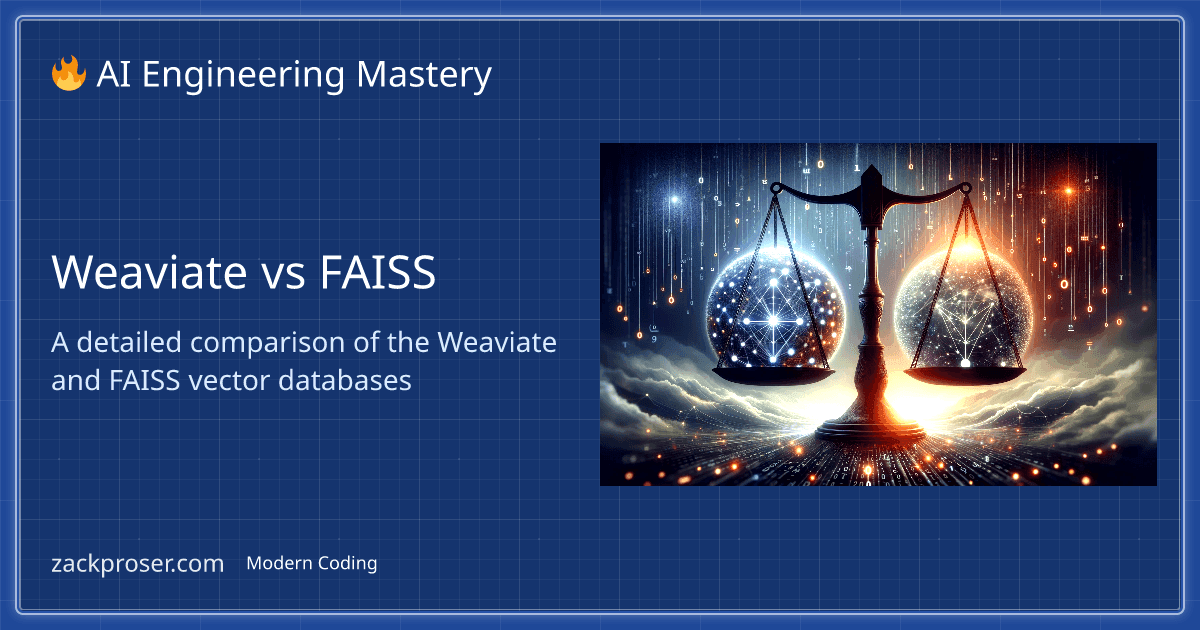 🔥 AI Engineering Mastery
Weaviate vs FAISS
A detailed comparison of the Weaviate
and FAISS vector databases
zackproser.com
Modern Coding